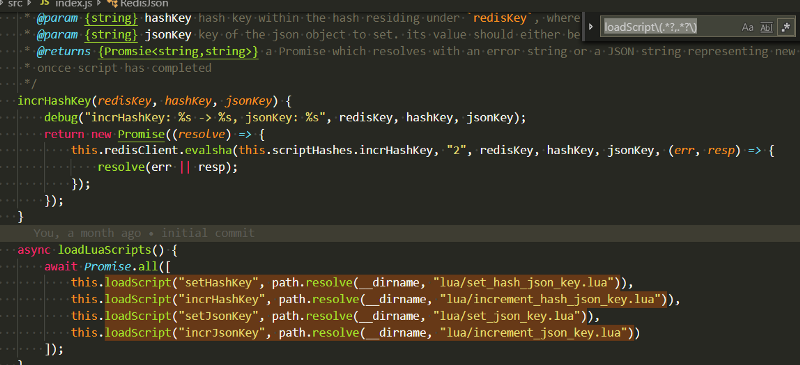 src > JS index.js > RedisJson
loadScript\(.*?,.*?\) Aa Ab| .*
* @param {string} hashKey hash key within the hash residing under `redisKey`, where
* @param {string} jsonKey key of the json object to set. its value should either be
* @returns {Promsie<string,string>} a Promise which resolves with an error string or a JSON string representing new
* oncce script has completed
*/
incrHashKey(redisKey, hashKey, jsonKey) {
debug("incrHashKey: %s -> %s, jsonKey: %s", redisKey, hashKey, jsonKey);
return new Promise((resolve) => {
this.redisClient.evalsha(this.scriptHashes.incrHashKey, "2", redisKey, hashKey, jsonKey, (err, resp) => {
resolve(err || resp);
});
});
}
You, a month ago • initial commit
async loadLuaScripts() {
await Promise.all([
this.loadScript("setHashKey", path.resolve(__dirname, "lua/set_hash_json_key.lua")),
this.loadScript("incrHashKey", path.resolve(__dirname, "lua/increment_hash_json_key.lua")),
this.loadScript("setJsonKey", path.resolve(__dirname, "lua/set_json_key.lua")),
this.loadScript("incrJsonKey", path.resolve(__dirname, "lua/increment_json_key.lua"))
]);
}